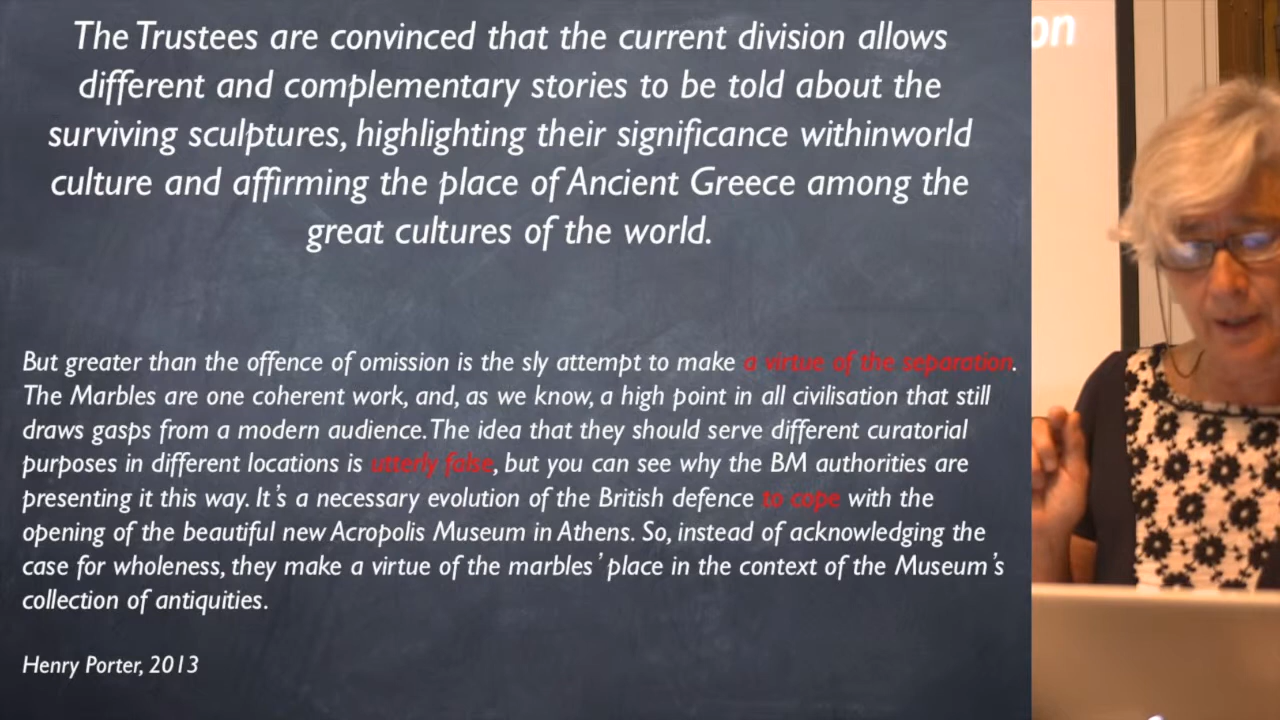 The Trustees are convinced that the current division allows
different and complementary stories to be told about the
surviving sculptures, highlighting their significance withinworld
culture and affirming the place of Ancient Greece among the
great cultures of the world.
But greater than the offence of omission is the sly attempt to make a virtue of the separation.
The Marbles are one coherent work, and, as we know, a high point in all civilisation that still
draws gasps from a modern audience. The idea that they should serve different curatorial
purposes in different locations is utterly false, but you can see why the BM authorities are
presenting it this way. It's a necessary evolution of the British defence to cope with the
opening of the beautiful new Acropolis Museum in Athens. So, instead of acknowledging the
case for wholeness, they make a virtue of the marbles' place in the context of the Museum's
collection of antiquities.
Henry Porter, 2013